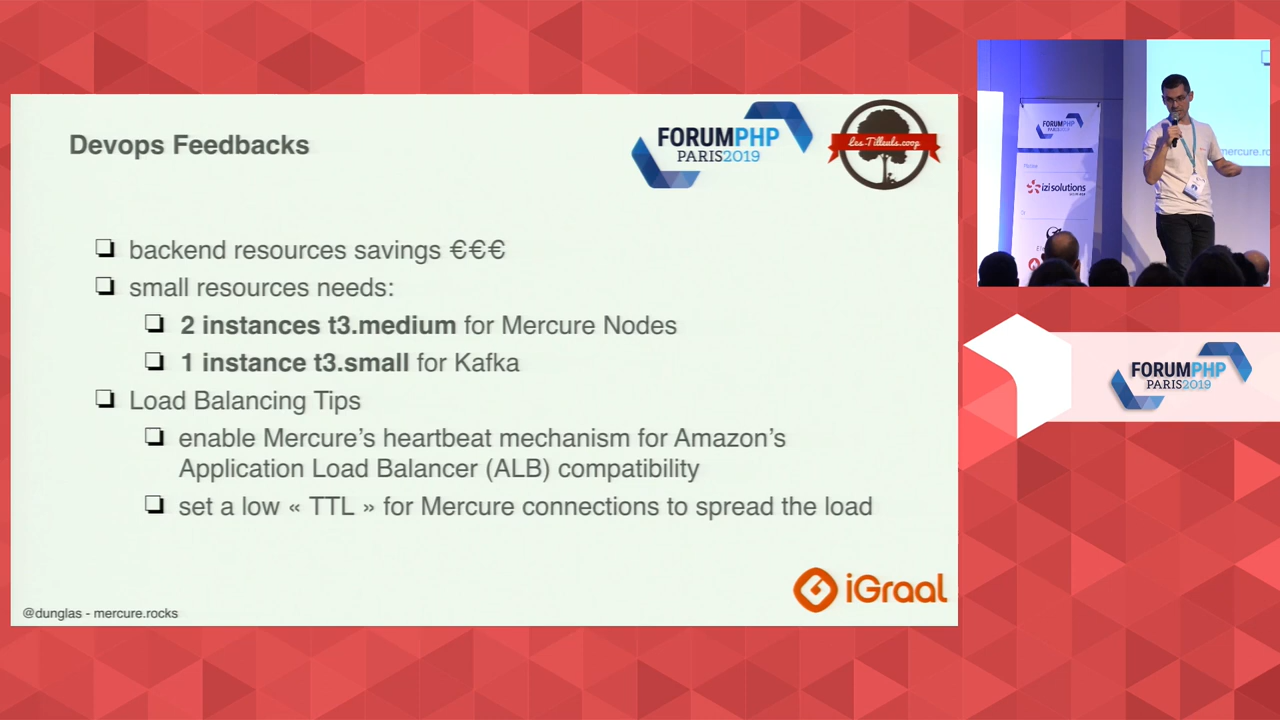 Devops Feedbacks
FORUMPHP
PARIS2019
Les-Tilleuls.coop
backend resources savings €€€
small resources needs:
2 instances t3.medium for Mercure Nodes
1 instance t3.small for Kafka
Load Balancing Tips
enable Mercure’s heartbeat mechanism for Amazon’s
Application Load Balancer (ALB) compatibility
set a low « TTL » for Mercure connections to spread the load
iGraal
@dunglas - mercure.rocks
FORUMPHP
PARIS2019
izi solutions
mercure.ro
FORUMPHP
PARIS2019